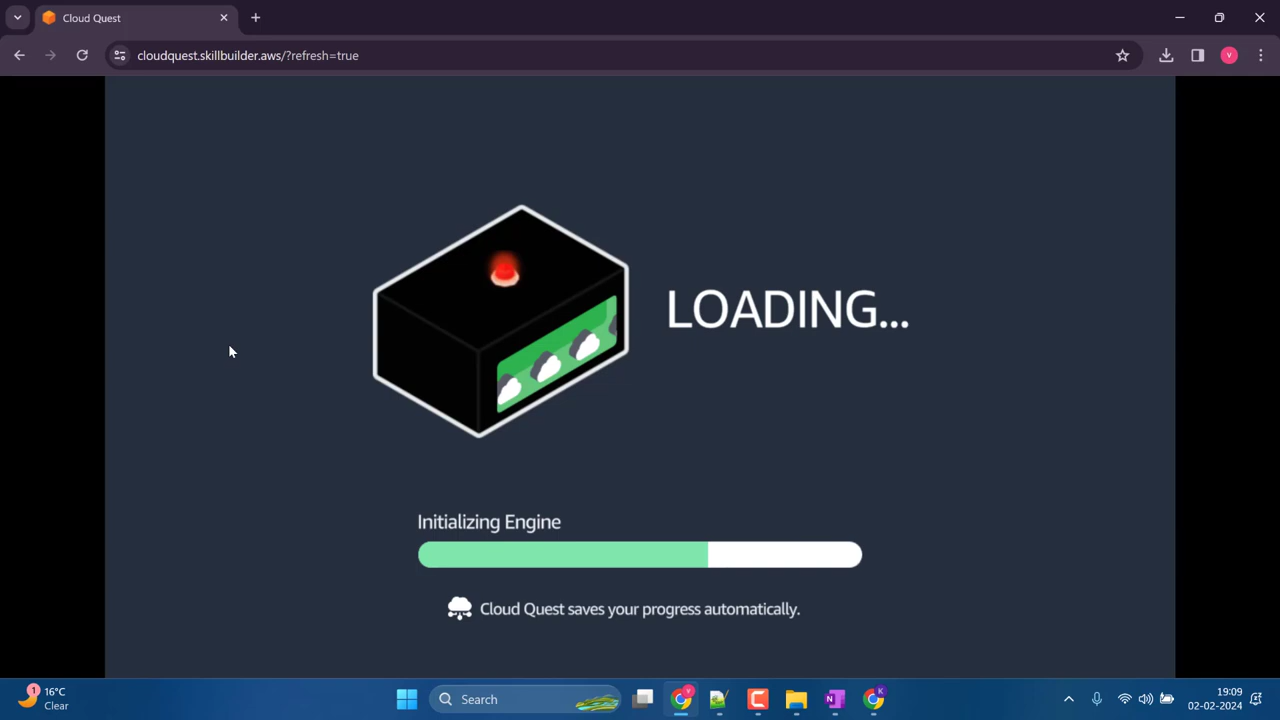 Cloud Quest
cloudquest.skillbuilder.aws/?refresh=true
V
LOADING...
Initializing Engine
Cloud Quest saves your progress automatically.
1
16°C
Clear
Search
V
N
K
19:09
02-02-2024